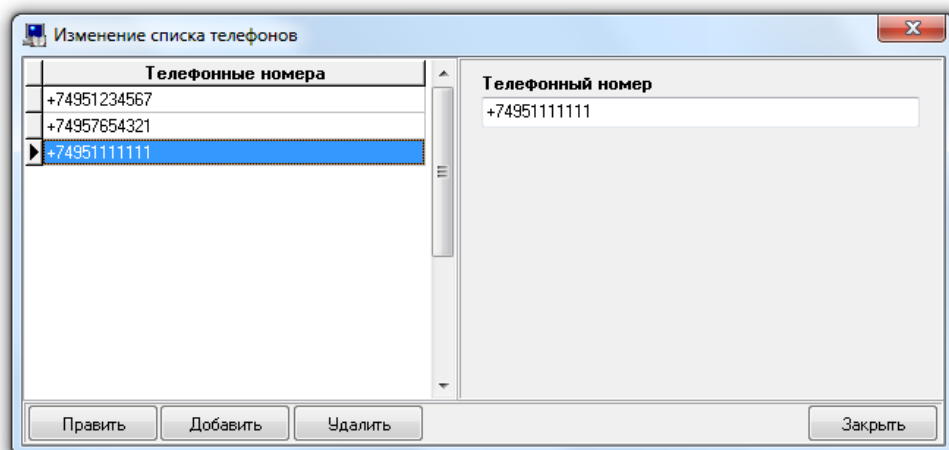 Изменение списка телефонов
Телефонные номера
+74951234567
+74957654321
+74951111111
Телефонный номер
+74951111111
Править Добавить Удалить Закрыть